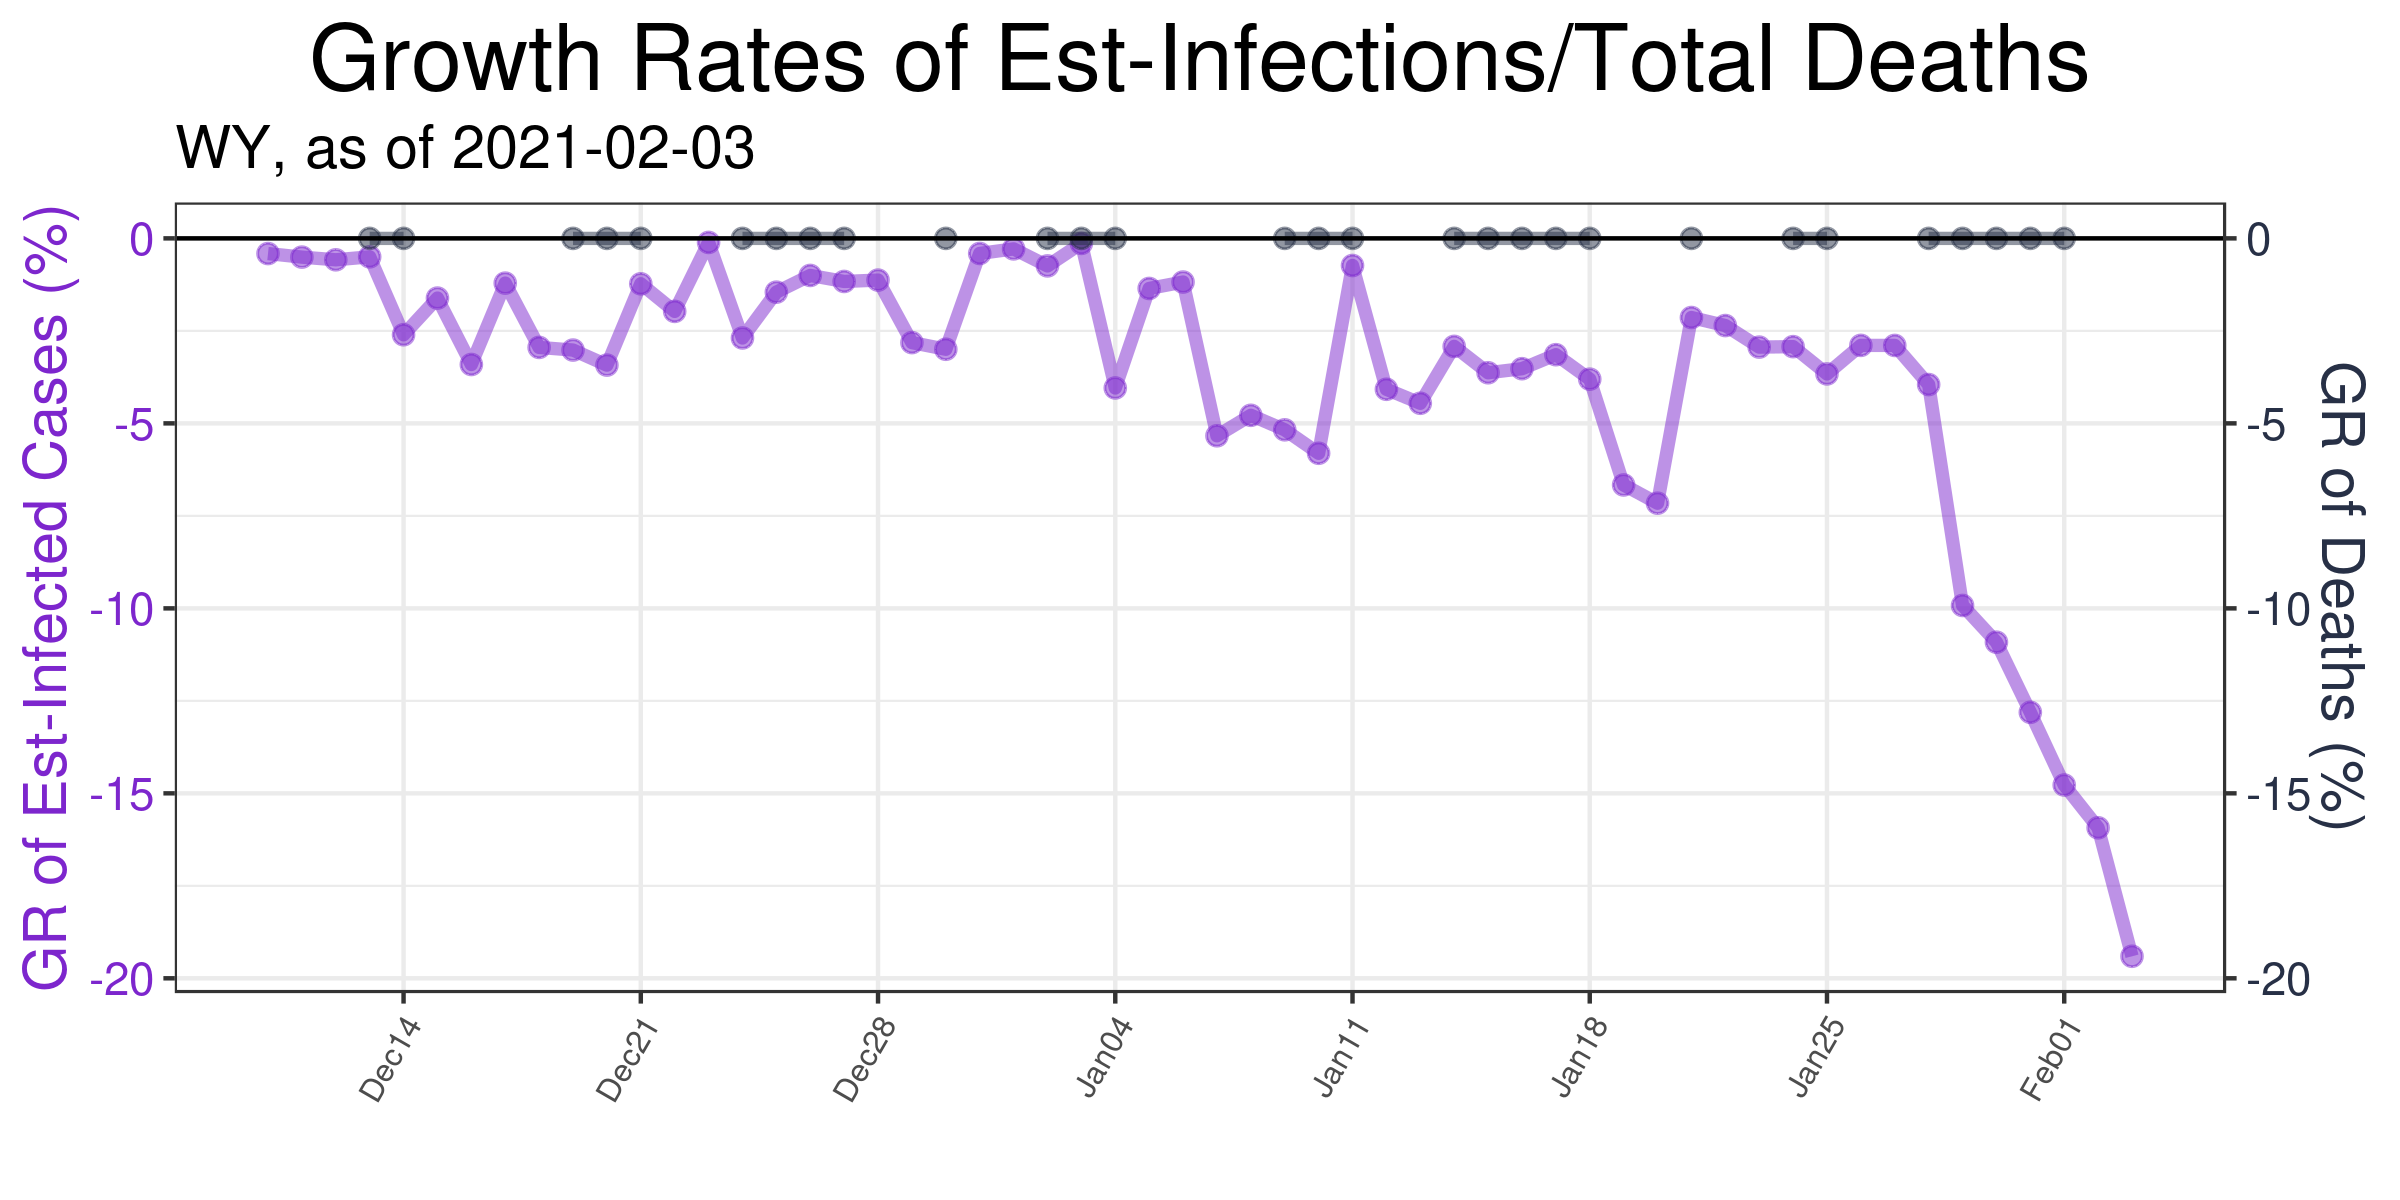 Growth Rates of Est-Infections/Total Deaths
WY, as of 2021-02-03
GR of Est-Infected Cases (%)
0
-5
-10
-15
-20
0
-5
-10
-15
-20
GR of Deaths (%)
Dec14
Dec21
Dec28
Jan04
Jan11
Jan18
Jan25
Feb01